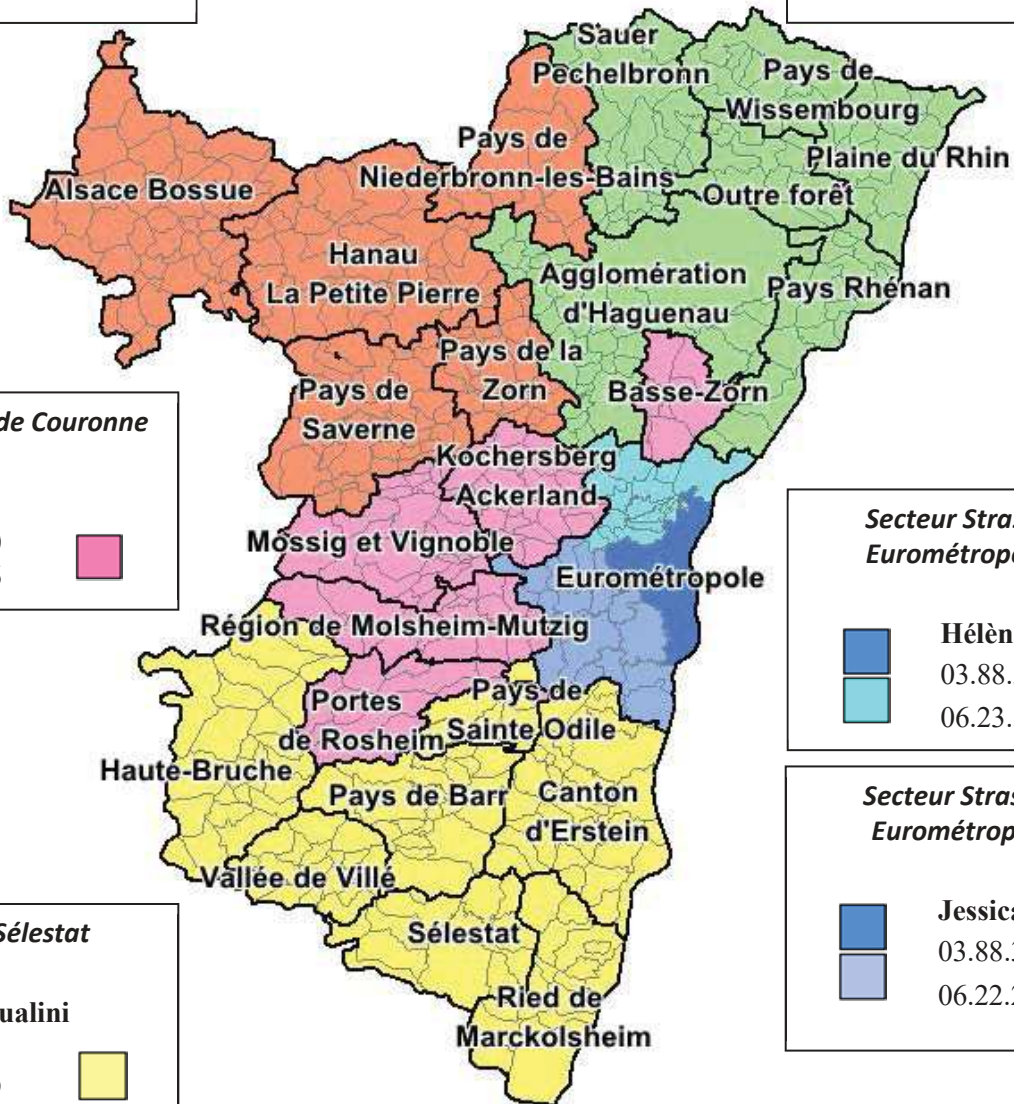 Sauer
Pechelbronn
Pays de
Wissembourg
Pays de
Niederbronn-les-Bains
Plaine du Rhin
Alsace Bossue
Outre forêt
Hanau
La Petite Pierre
Agglomération
d'Haguenau
Pays Rhénan
Pays de la
Zorn
Pays de
Saverne
Basse-Zorn
de Couronne
Kochersberg
Ackerland
Mossig et Vignoble
Eurométropole
Région de Molsheim-Mutzig
Portes
de Rosheim
Pays de
Sainte Odile
Haute-Bruche
Pays de Barr
Canton
d'Erstein
Vallée de Villé
Sélestat
Ried de
Marckolsheim
Secteur Stras
Eurométropo
Hélèn
03.88.
06.23.
Secteur Stras
Eurométrop
Jessica
03.88.3
06.22.2
Sélestat
ualini